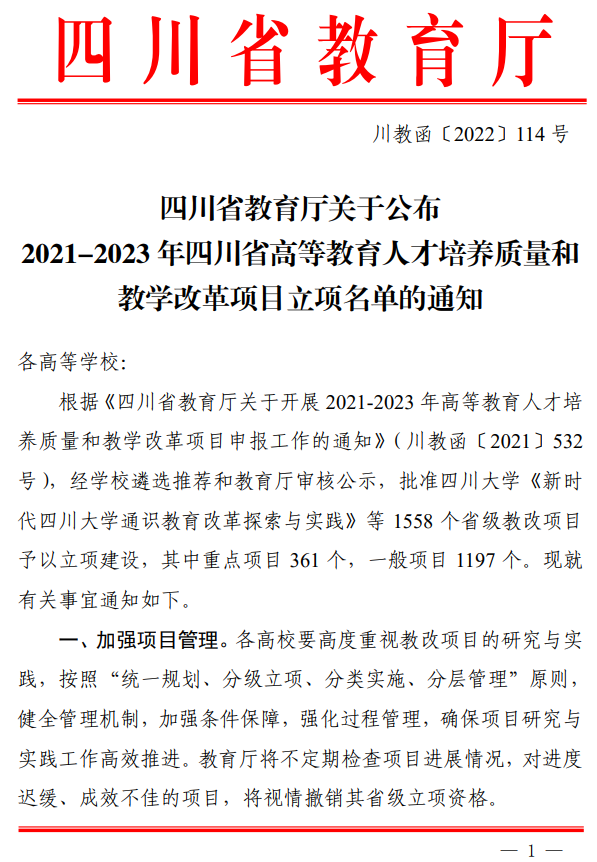 四川省教育厅
川教函〔2022〕114 号
四川省教育厅关于公布
2021-2023 年四川省高等教育人才培养质量和
教学改革项目立项名单的通知
各高等学校：
根据《四川省教育厅关于开展 2021-2023 年高等教育人才培
养质量和教学改革项目申报工作的通知》（川教函〔2021〕532
号），经学校遴选推荐和教育厅审核公示，批准四川大学《新时
代四川大学通识教育改革探索与实践》等 1558 个省级教改项目
予以立项建设，其中重点项目 361 个，一般项目 1197 个。现就
有关事宜通知如下。
一、加强项目管理。各高校要高度重视教改项目的研究与实
践，按照“统一规划、分级立项、分类实施、分层管理”原则，
健全管理机制，加强条件保障，强化过程管理，确保项目研究与
实践工作高效推进。教育厅将不定期检查项目进展情况，对进度
迟缓、成效不佳的项目，将视情撤销其省级立项资格。
— 1 —